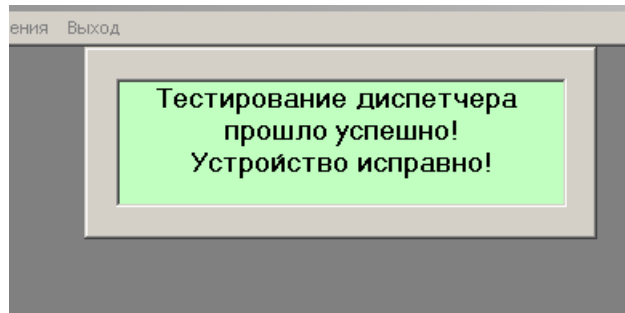 ения Выход
Тестирование диспетчера
прошло успешно!
Устройство исправно!